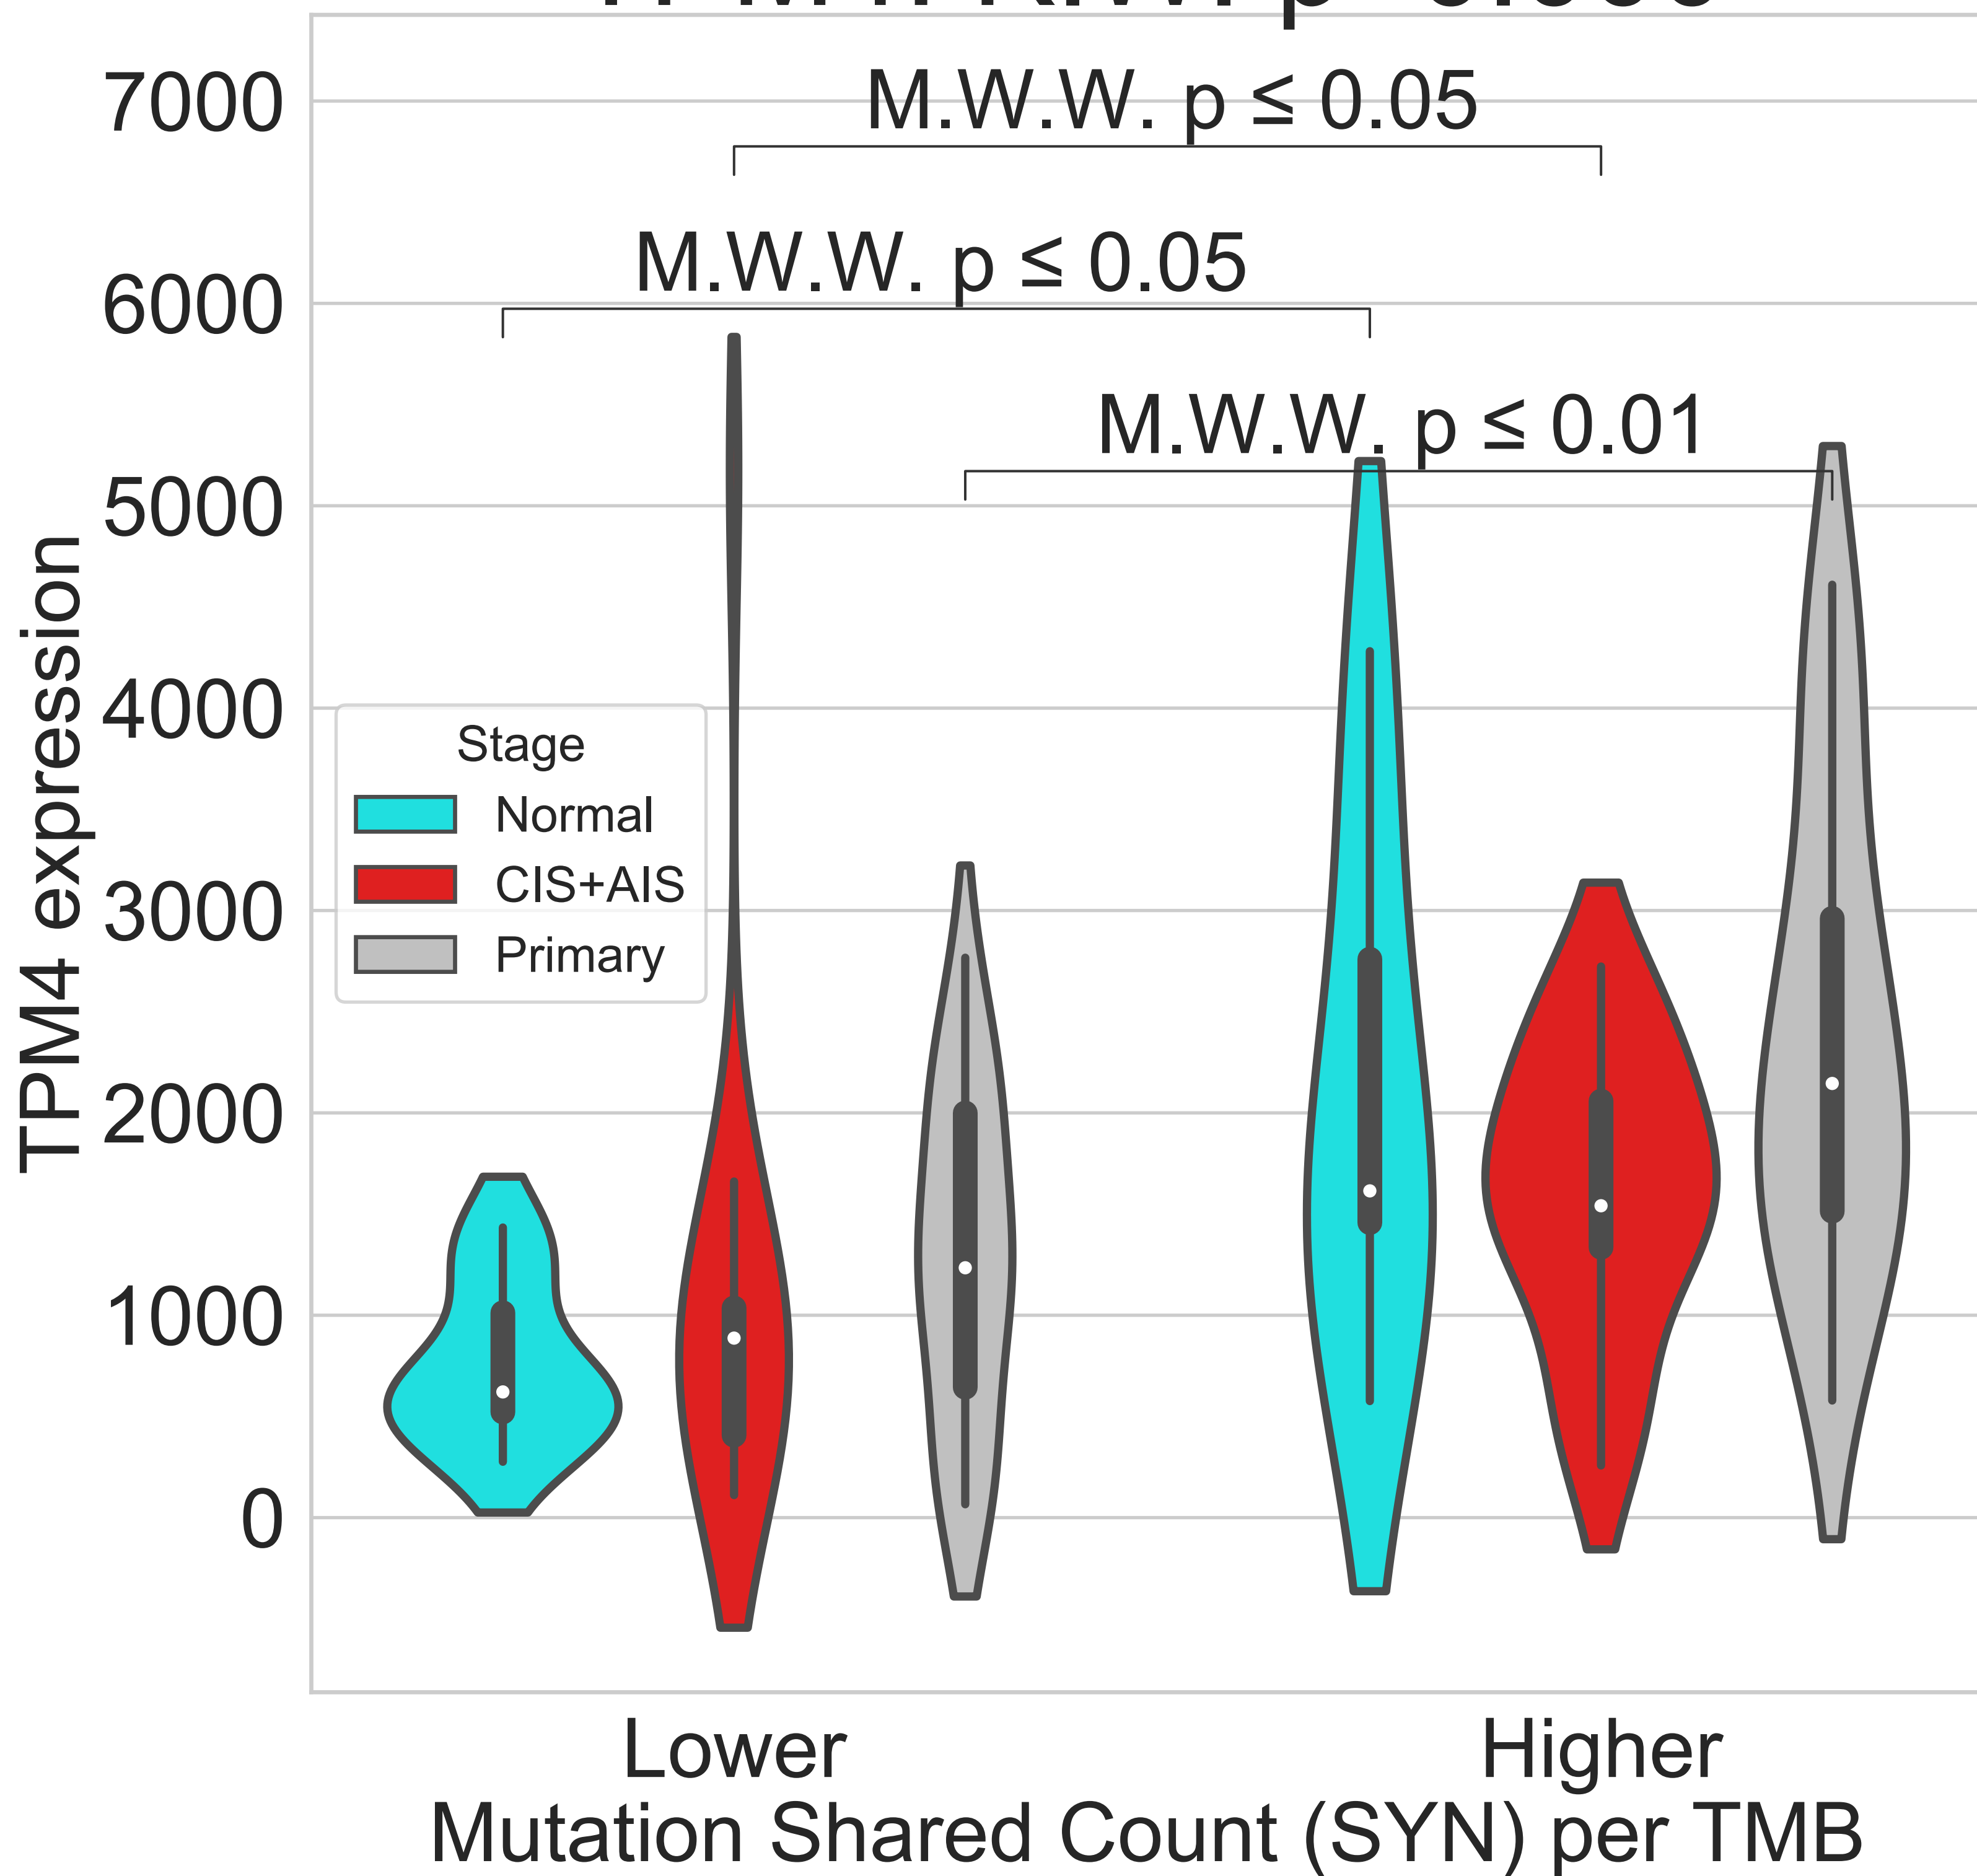 M.W.W. p ≤ 0.05
M.W.W. p ≤ 0.05
M.W.W. p ≤ 0.01
7000
6000
5000
4000
3000
2000
1000
0
TPM4 expression
Stage
Normal
CIS+AIS
Primary
Lower
Higher
Mutation Shared Count (SYN) per TMB